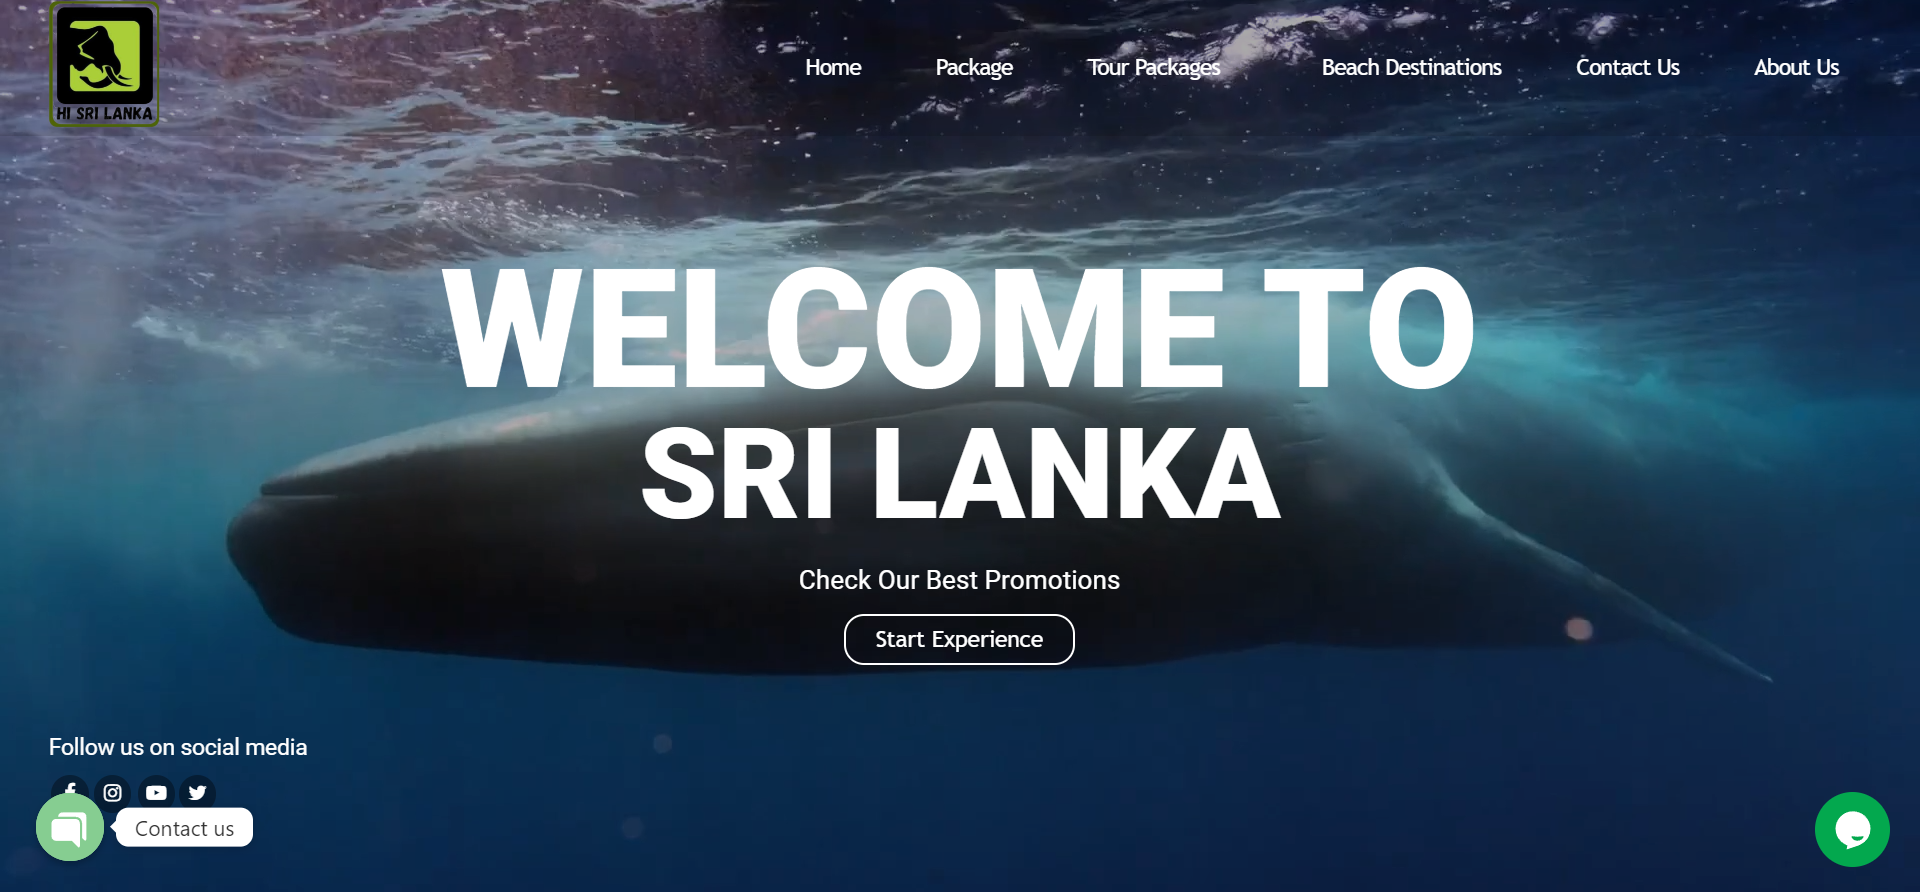 HI SRI LANKA
Home Package Tour Packages Beach Destinations Contact Us About Us
WELCOME TO
SRI LANKA
Check Our Best Promotions
Start Experience
Follow us on social media
Contact us